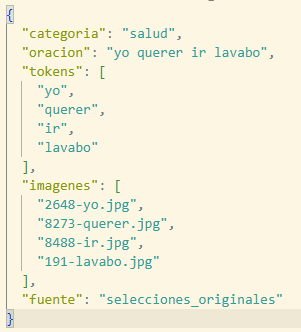 {
  "categoria": "salud",
  "oracion": "yo querer ir lavabo",
  "tokens": [
    "yo",
    "querer",
    "ir",
    "lavabo"
  ],
  "imagenes": [
    "2648-yo.jpg",
    "8273-querer.jpg",
    "8488-ir.jpg",
    "191-lavabo.jpg"
  ],
  "fuente": "selecciones_originales"
}